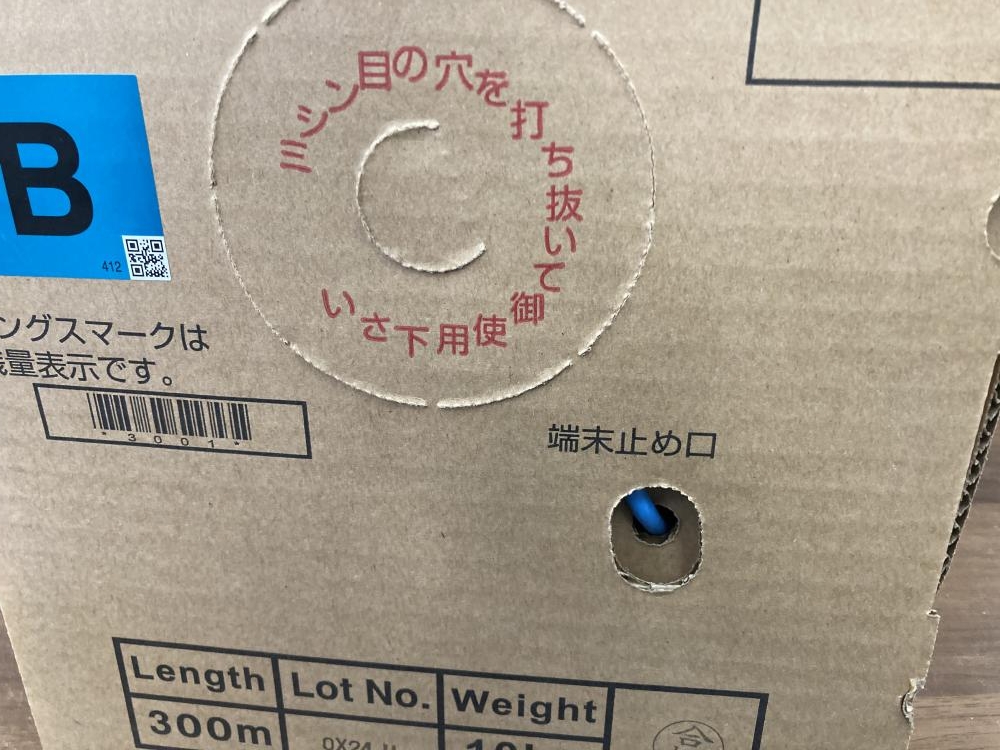 ミシン目の穴を打ち抜いて御使用下さい
B
412
ングスマークは
量表示です。
*3001*
端末止め口
Length Lot No. Weight
300m
合